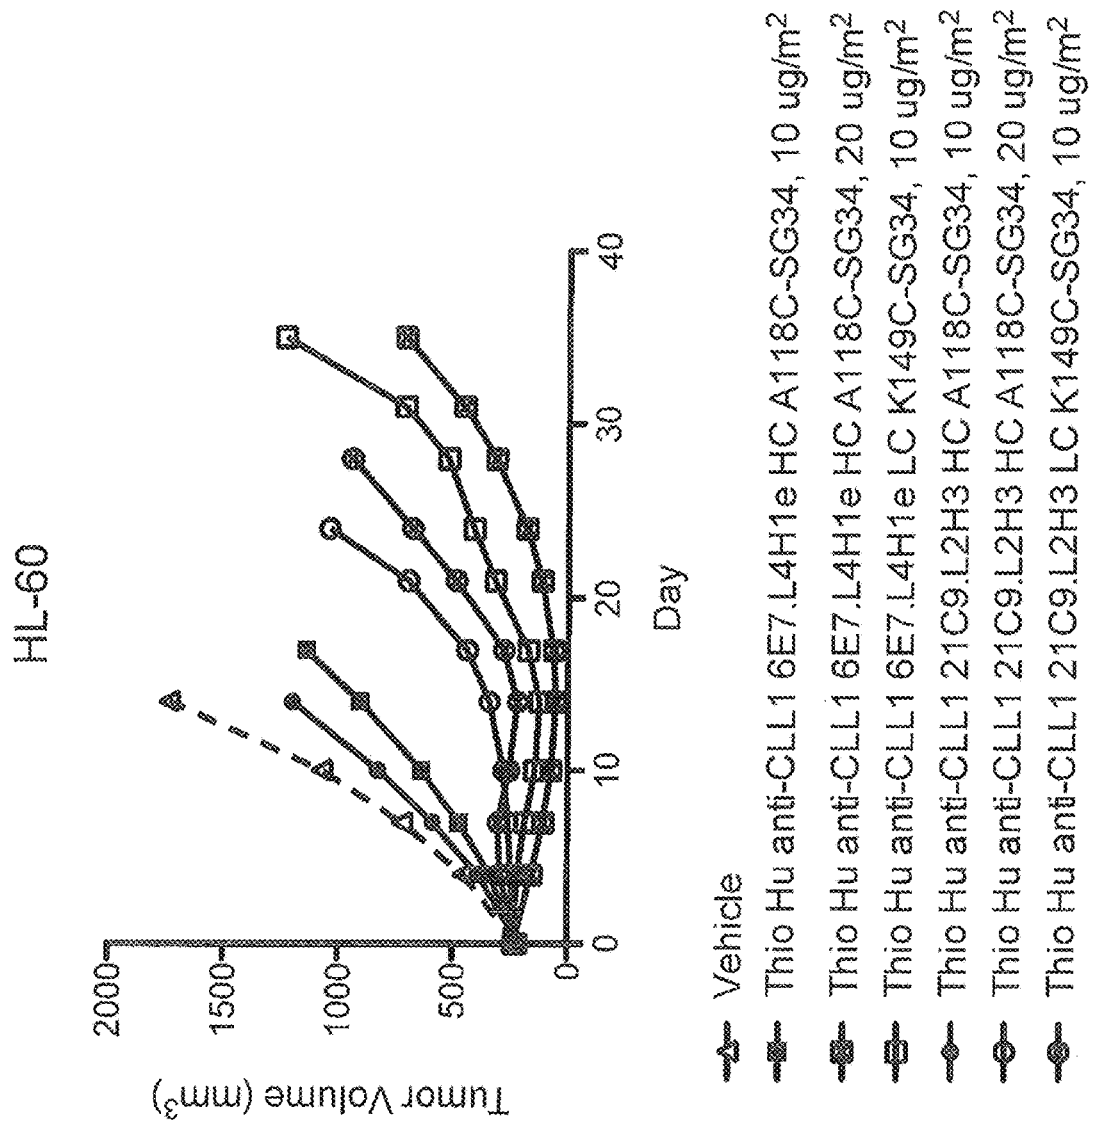 HL-60
Tumor Volume (mm³)
2000
1500
1000
500
0
0
10
20
30
40
Day
Vehicle
Thio Hu anti-CLL1 6E7.L4H1e HC A118C-SG34, 10 ug/m²
Thio Hu anti-CLL1 6E7.L4H1e HC A118C-SG34, 20 ug/m²
Thio Hu anti-CLL1 6E7.L4H1e LC K149C-SG34, 10 ug/m²
Thio Hu anti-CLL1 21C9.L2H3 HC A118C-SG34, 10 ug/m²
Thio Hu anti-CLL1 21C9.L2H3 HC A118C-SG34, 20 ug/m²
Thio Hu anti-CLL1 21C9.L2H3 LC K149C-SG34, 10 ug/m²